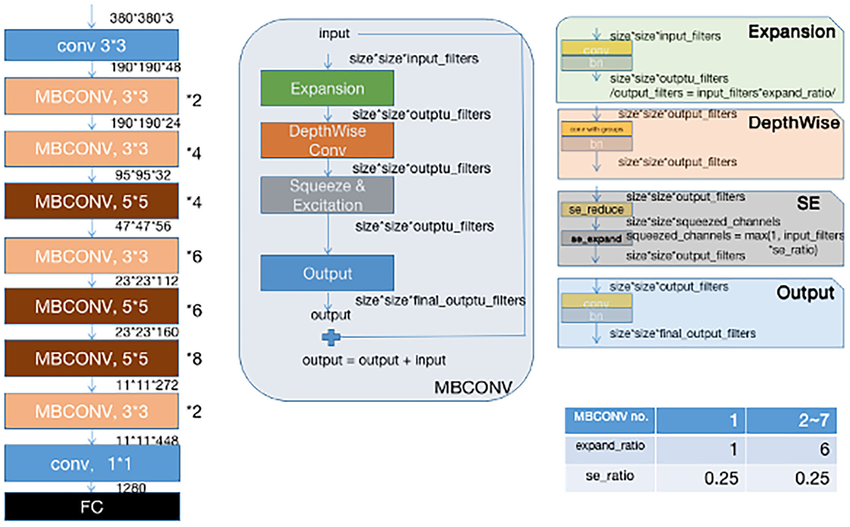 380*380*3
conv 3*3
190*190*48
MBCONV, 3*3 *2
190*190*24
MBCONV, 3*3 *4
95*95*32
MBCONV, 5*5 *4
47*47*56
MBCONV, 3*3 *6
23*23*112
MBCONV, 5*5 *6
23*23*160
MBCONV, 5*5 *8
11*11*272
MBCONV, 3*3 *2
11*11*448
conv, 1*1
1280
FC
input
size*size*input_filters
Expansion
size*size*outptu_filters
DepthWise
Conv
size*size*outptu_filters
Squeeze &
Excitation
size*size*outptu_filters
Output
size*size*final_outptu_filters
output
output = output + input
MBCONV
Expansion
size*size*input_filters
conv
bn
size*size*outptu_filters
/output_filters = input_filters*expand_ratio/
size*size*output_filters
DepthWise
conv with groups
bn
size*size*output_filters
size*size*output_filters
SE
se_reduce
size*size*squeezed_channels
squeezed_channels = max(1, input_filters
se_expand
*se_ratio)
size*size*output_filters
size*size*output_filters
Output
conv
bn
size*size*final_output_filters
MBCONV no. 1 2~7
expand_ratio 1 6
se_ratio 0.25 0.25